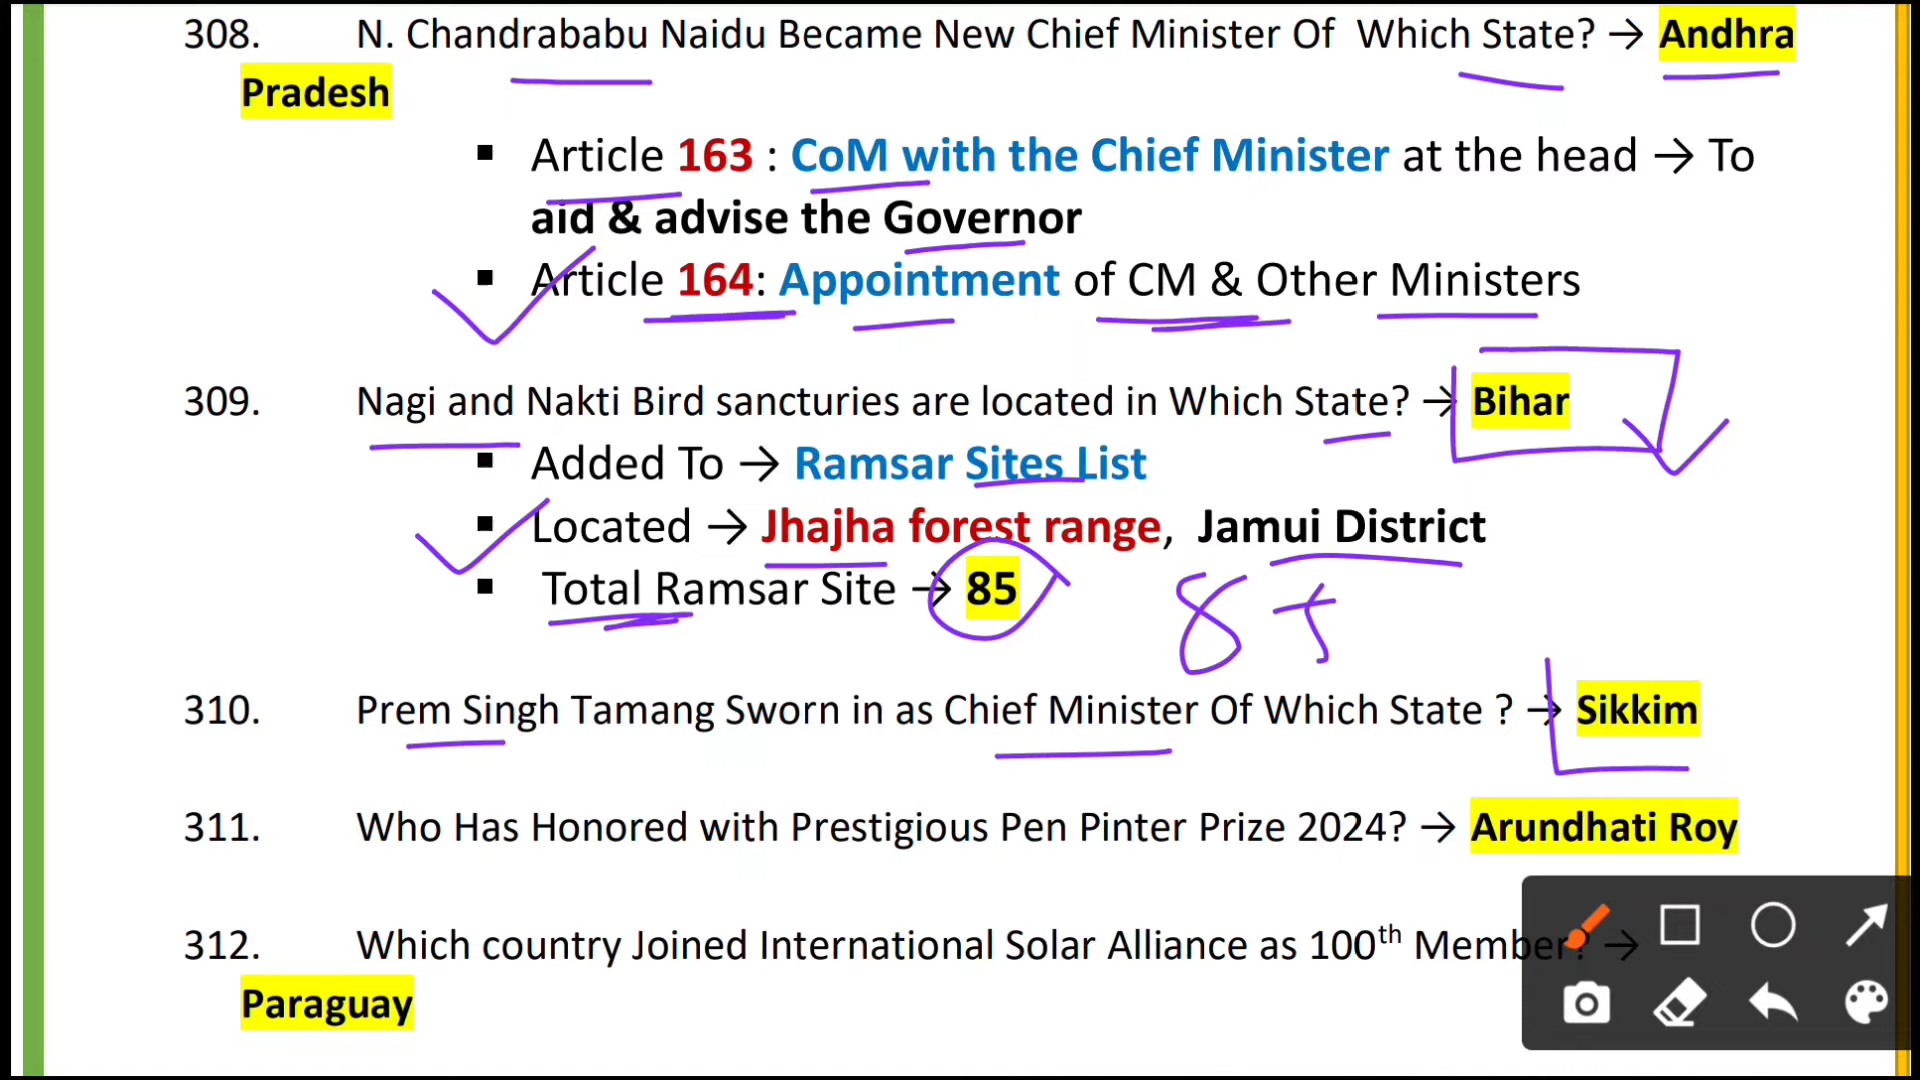 308. N. Chandrababu Naidu Became New Chief Minister Of Which State? → Andhra
Pradesh
▪ Article 163 : CoM with the Chief Minister at the head → To
aid & advise the Governor
▪ Article 164: Appointment of CM & Other Ministers
309. Nagi and Nakti Bird sancturies are located in Which State? → Bihar
▪ Added To → Ramsar Sites List
▪ Located → Jhajha forest range, Jamui District
▪ Total Ramsar Site → 85
85
310. Prem Singh Tamang Sworn in as Chief Minister Of Which State ? → Sikkim
311. Who Has Honored with Prestigious Pen Pinter Prize 2024? → Arundhati Roy
312. Which country Joined International Solar Alliance as 100th Member? →
Paraguay